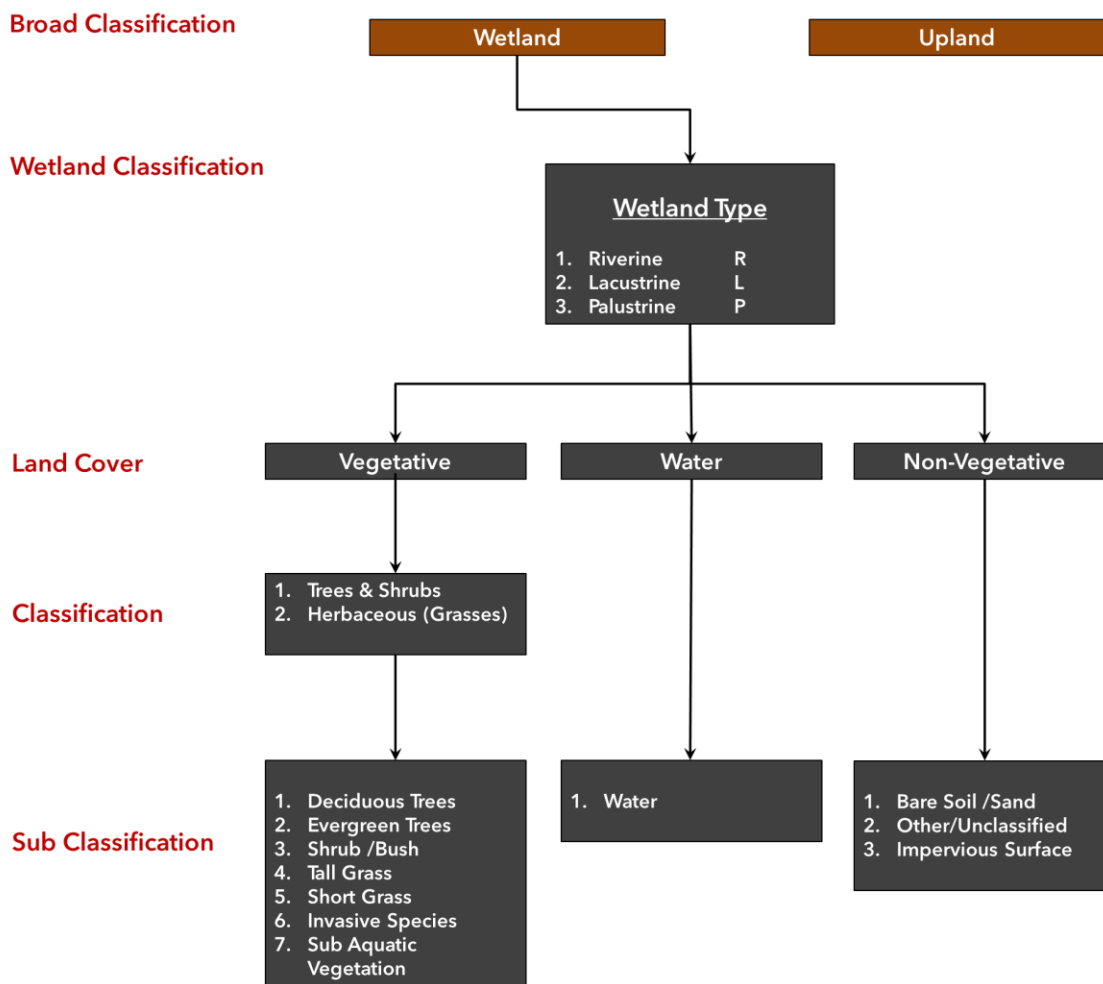 Broad Classification
Wetland
Upland
Wetland Classification
Wetland Type
1. Riverine R
2. Lacustrine L
3. Palustrine P
Land Cover
Vegetative
Water
Non-Vegetative
Classification
1. Trees & Shrubs
2. Herbaceous (Grasses)
Sub Classification
1. Deciduous Trees
2. Evergreen Trees
3. Shrub /Bush
4. Tall Grass
5. Short Grass
6. Invasive Species
7. Sub Aquatic
Vegetation
1. Water
1. Bare Soil /Sand
2. Other/Unclassified
3. Impervious Surface